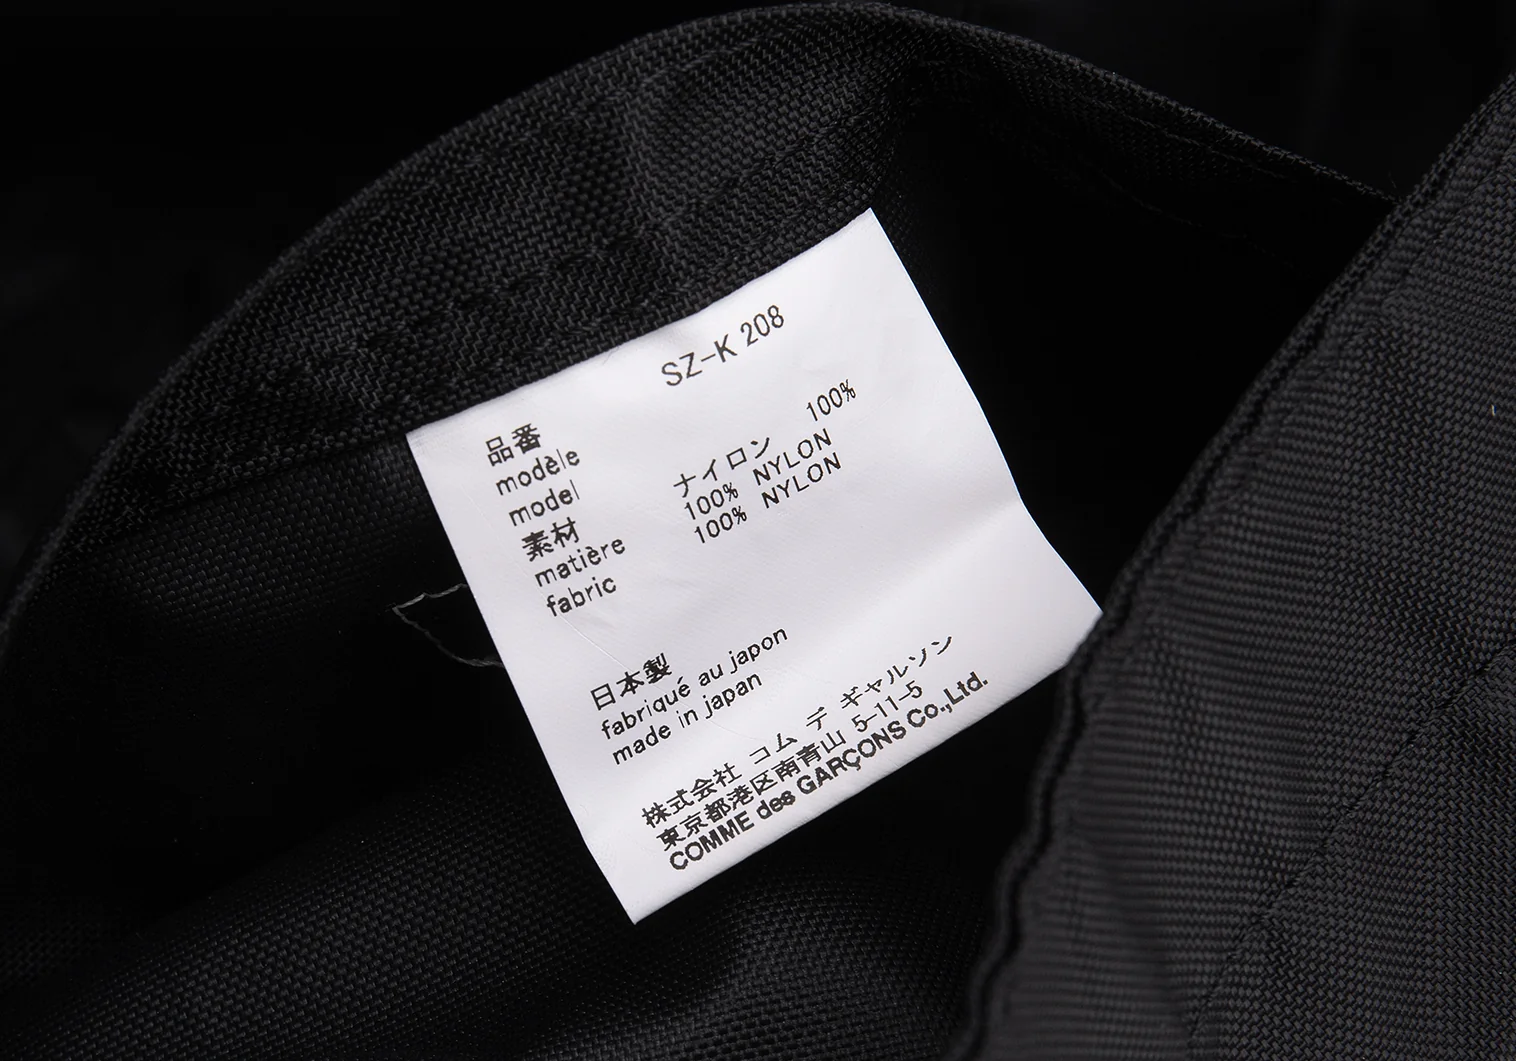 SZ-K 208
品番
modèle
model
素材 ナイロン 100%
matière 100% NYLON
fabric 100% NYLON
日本製
fabriqué au japon
made in japan
株式会社 コム デ ギャルソン
東京都港区南青山 5-11-5
COMME des GARÇONS Co.,Ltd.